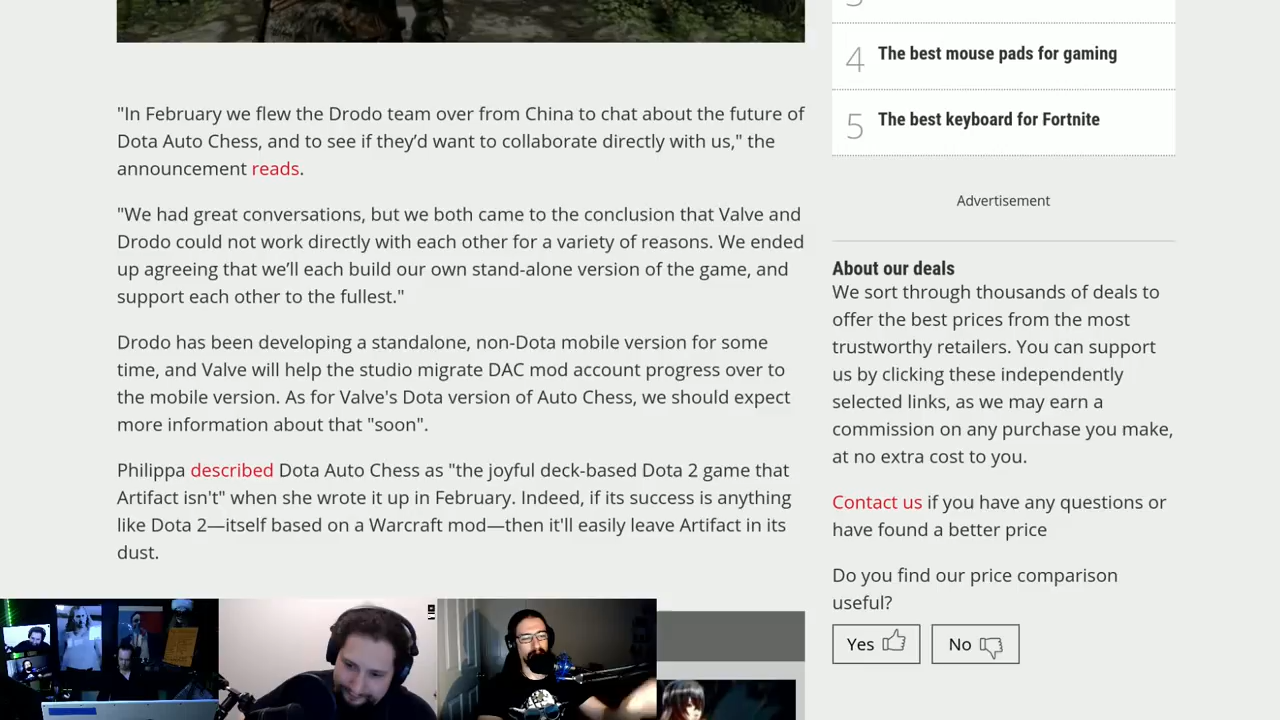 "In February we flew the Drodo team over from China to chat about the future of
Dota Auto Chess, and to see if they’d want to collaborate directly with us," the
announcement reads.
"We had great conversations, but we both came to the conclusion that Valve and
Drodo could not work directly with each other for a variety of reasons. We ended
up agreeing that we’ll each build our own stand-alone version of the game, and
support each other to the fullest."
Drodo has been developing a standalone, non-Dota mobile version for some
time, and Valve will help the studio migrate DAC mod account progress over to
the mobile version. As for Valve's Dota version of Auto Chess, we should expect
more information about that "soon".
Philippa described Dota Auto Chess as "the joyful deck-based Dota 2 game that
Artifact isn't" when she wrote it up in February. Indeed, if its success is anything
like Dota 2—itself based on a Warcraft mod—then it'll easily leave Artifact in its
dust.
4 The best mouse pads for gaming
5 The best keyboard for Fortnite
Advertisement
About our deals
We sort through thousands of deals to
offer the best prices from the most
trustworthy retailers. You can support
us by clicking these independently
selected links, as we may earn a
commission on any purchase you make,
at no extra cost to you.
Contact us if you have any questions or
have found a better price
Do you find our price comparison
useful?
Yes No